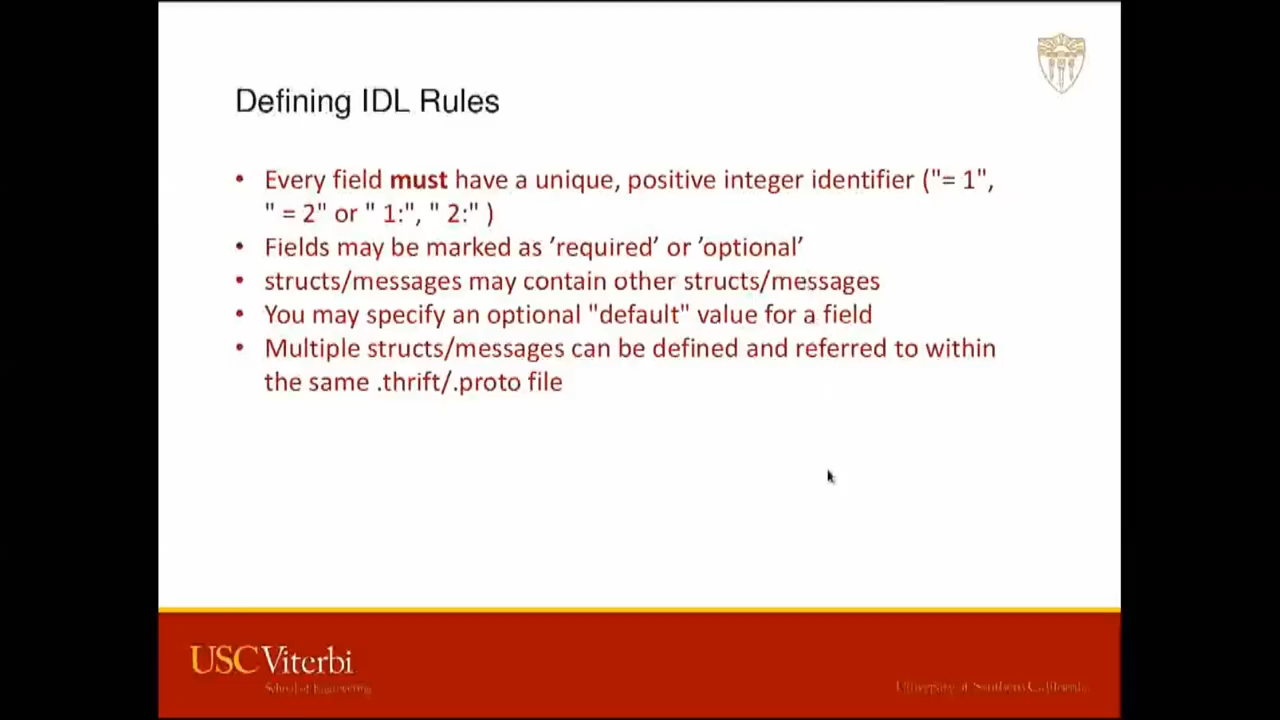 Defining IDL Rules
• Every field must have a unique, positive integer identifier ("= 1",
" = 2" or " 1:", " 2:" )
• Fields may be marked as ’required’ or ’optional’
• structs/messages may contain other structs/messages
• You may specify an optional "default" value for a field
• Multiple structs/messages can be defined and referred to within
the same .thrift/.proto file
USC Viterbi
School of Engineering
University of Southern California